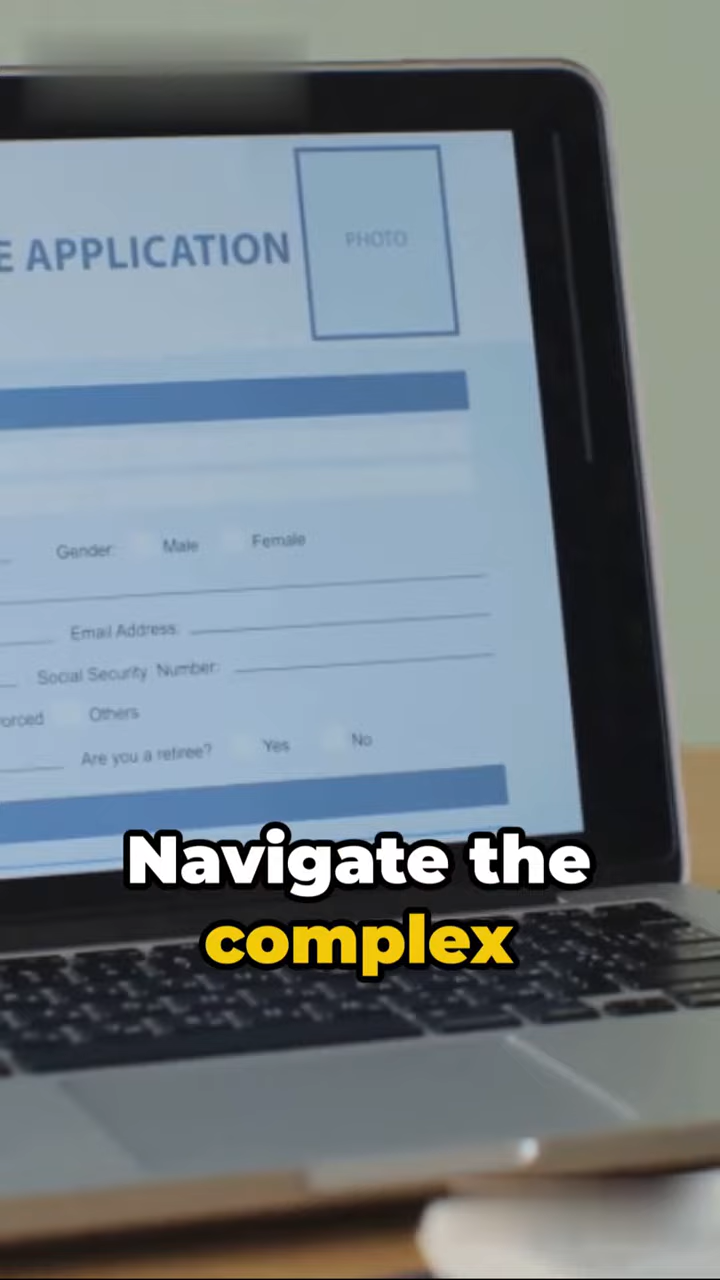 E APPLICATION
PHOTO
Gender: Male Female
Email Address:
Social Security Number:
orced Others
Are you a retiree? Yes No
Navigate the
complex